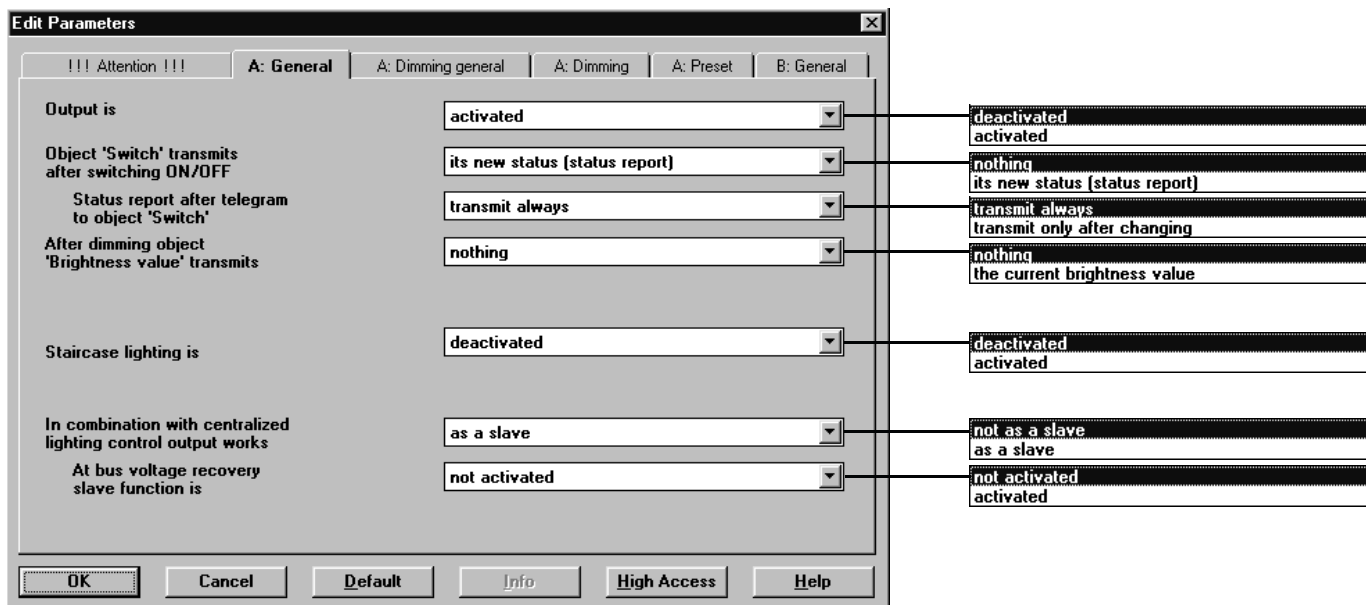 Edit Parameters
!!! Attention !!!
A: General
A: Dimming general
A: Dimming
A: Preset
B: General
Output is
activated
deactivated
activated
Object 'Switch' transmits
after switching ON/OFF
its new status (status report)
nothing
its new status (status report)
Status report after telegram
to object 'Switch'
transmit always
transmit always
transmit only after changing
After dimming object
'Brightness value' transmits
nothing
nothing
the current brightness value
Staircase lighting is
deactivated
deactivated
activated
In combination with centralized
lighting control output works
as a slave
not as a slave
as a slave
At bus voltage recovery
slave function is
not activated
not activated
activated
OK
Cancel
Default
Info
High Access
Help